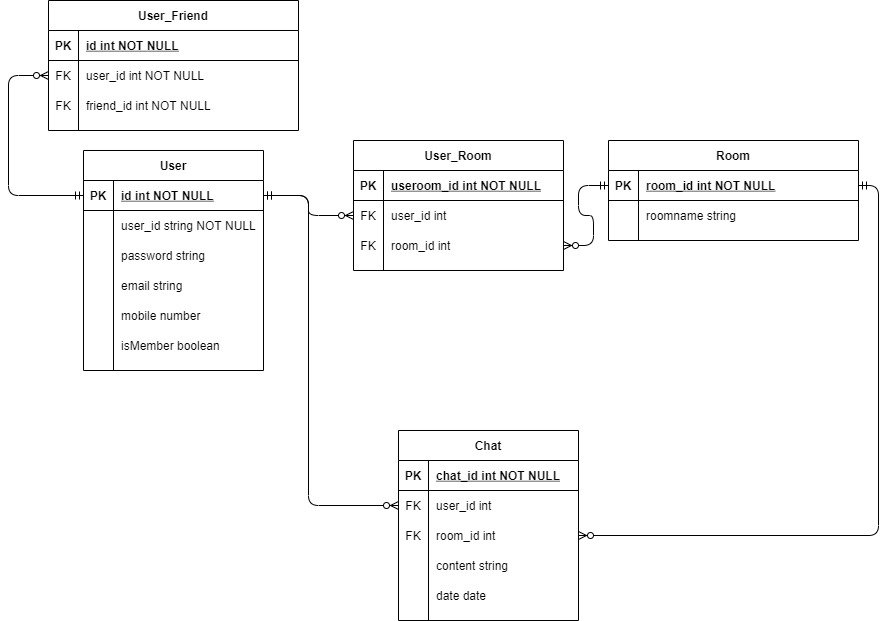 User_Friend
PK id int NOT NULL
FK user_id int NOT NULL
FK friend_id int NOT NULL
User
PK id int NOT NULL
user_id string NOT NULL
password string
email string
mobile number
isMember boolean
User_Room
PK useroom_id int NOT NULL
FK user_id int
FK room_id int
Room
PK room_id int NOT NULL
roomname string
Chat
PK chat_id int NOT NULL
FK user_id int
FK room_id int
content string
date date